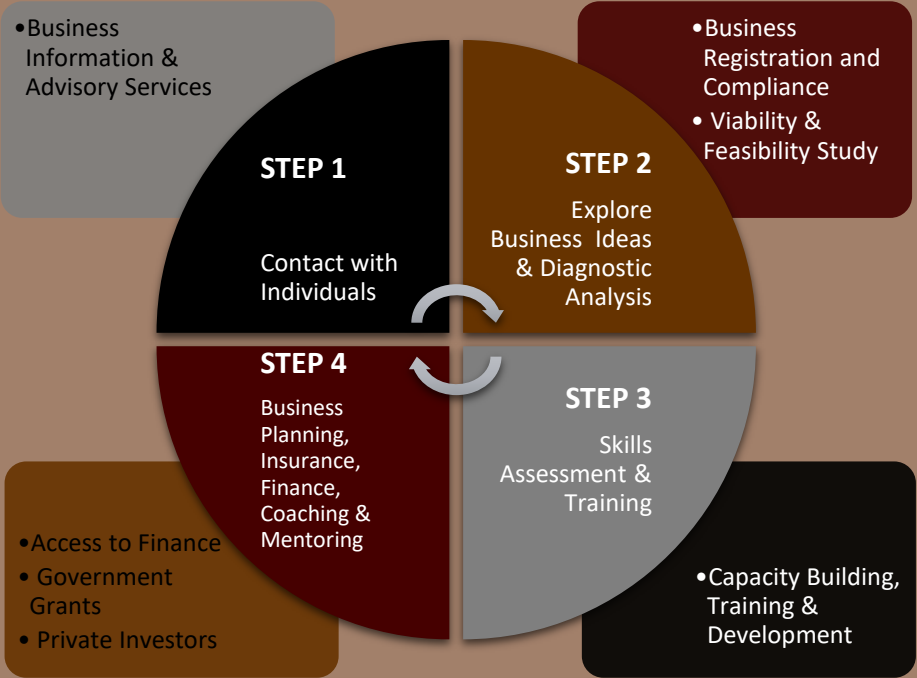 •Business
Information &
Advisory Services
•Business
Registration and
Compliance
• Viability &
Feasibility Study
STEP 1
Contact with
Individuals
STEP 2
Explore
Business Ideas
& Diagnostic
Analysis
STEP 4
Business
Planning,
Insurance,
Finance,
Coaching &
Mentoring
STEP 3
Skills
Assessment &
Training
•Access to Finance
• Government
Grants
• Private Investors
•Capacity Building,
Training &
Development